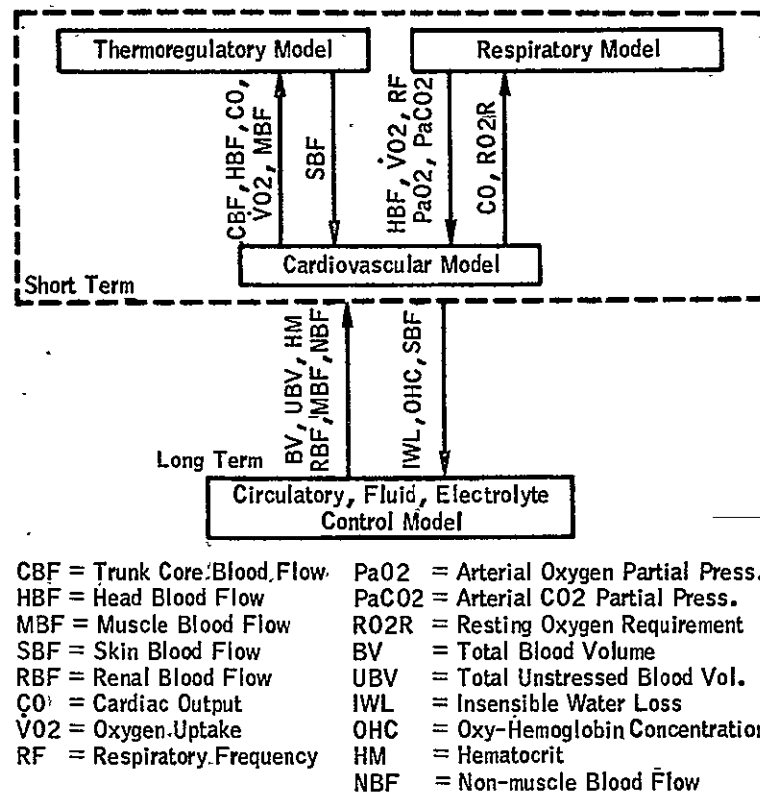 Thermoregulatory Model
Respiratory Model
CBF, HBF, CO,
V̇O2, MBF
SBF
HBF, V̇O2, RF
PaO2, PaCO2
CO, RO2R
Cardiovascular Model
Short Term
BV, UBV, HM
RBF, MBF, NBF
IWL, OHC, SBF
Long Term
Circulatory, Fluid, Electrolyte
Control Model
CBF = Trunk Core Blood Flow
HBF = Head Blood Flow
MBF = Muscle Blood Flow
SBF = Skin Blood Flow
RBF = Renal Blood Flow
CO = Cardiac Output
V̇O2 = Oxygen Uptake
RF = Respiratory Frequency
PaO2 = Arterial Oxygen Partial Press.
PaCO2 = Arterial CO2 Partial Press.
RO2R = Resting Oxygen Requirement
BV = Total Blood Volume
UBV = Total Unstressed Blood Vol.
IWL = Insensible Water Loss
OHC = Oxy-Hemoglobin Concentration
HM = Hematocrit
NBF = Non-muscle Blood Flow